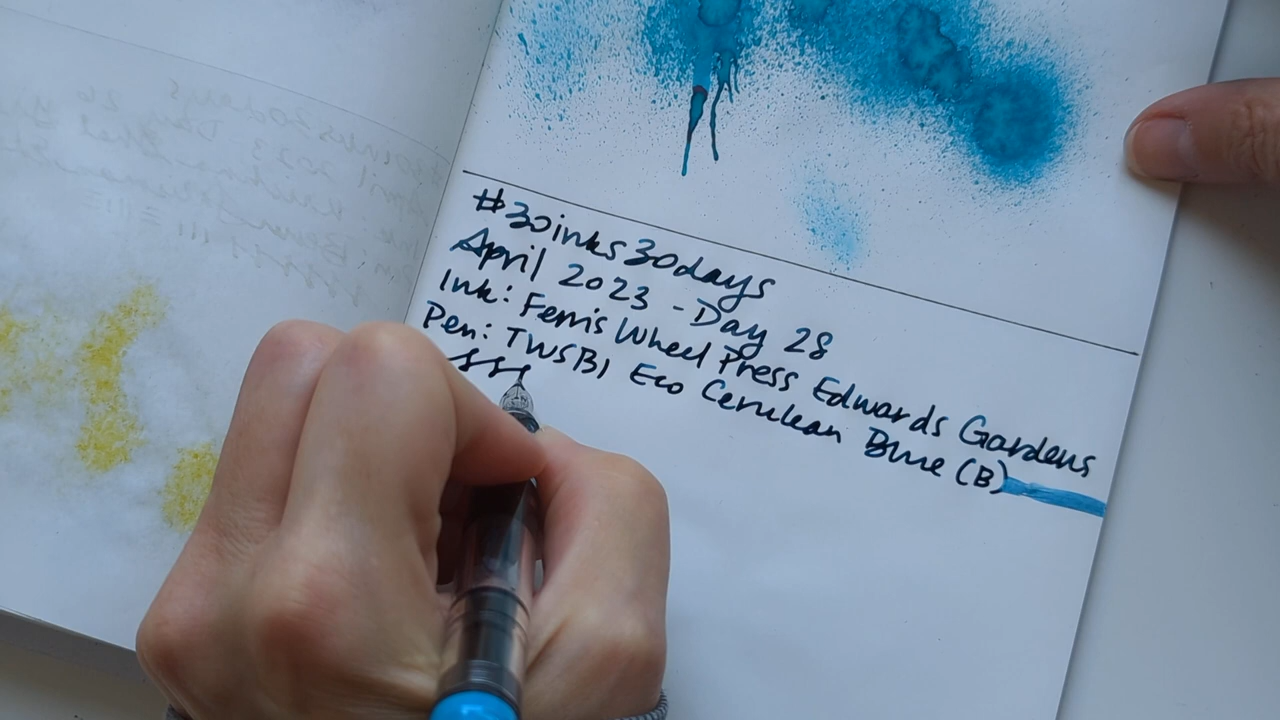 #30inks30days
April 2023 - Day 28
Ink: Ferris Wheel Press Edwards Gardens
Pen: TWSBI Eco Cerulean Blue (B)